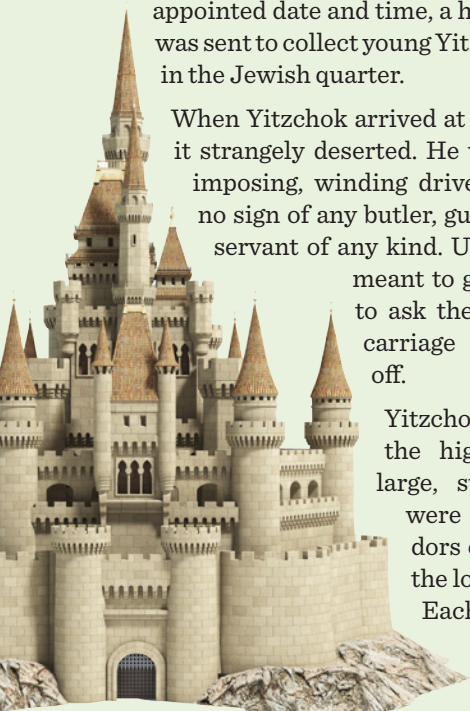 appointed date and time, a h
was sent to collect young Yit
in the Jewish quarter.
When Yitzchok arrived at
it strangely deserted. He
imposing, winding drive
no sign of any butler, gu
servant of any kind. U
meant to g
to ask the
carriage
off.
Yitzcho
the hig
large, s
were
dors
the lo
Each